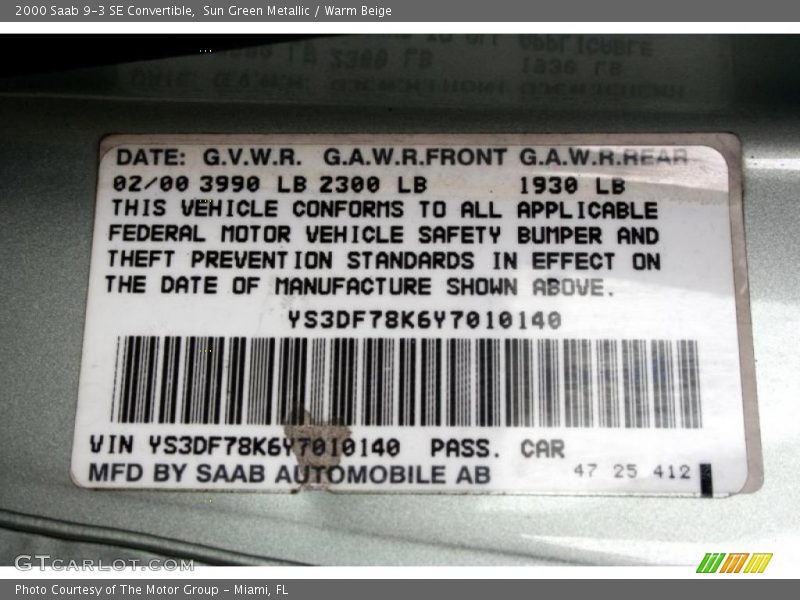 2000 Saab 9-3 SE Convertible,  Sun Green Metallic / Warm Beige
DATE: G.V.W.R. G.A.W.R.FRONT G.A.W.R.REAR
02/00 3990 LB 2300 LB 1930 LB
THIS VEHICLE CONFORMS TO ALL APPLICABLE
FEDERAL MOTOR VEHICLE SAFETY BUMPER AND
THEFT PREVENTION STANDARDS IN EFFECT ON
THE DATE OF MANUFACTURE SHOWN ABOVE.
YS3DF78K6Y7010140
VIN YS3DF78K6Y7010140 PASS. CAR
MFD BY SAAB AUTOMOBILE AB 47 25 412
GTCARLOT.COM
Photo Courtesy of The Motor Group - Miami, FL